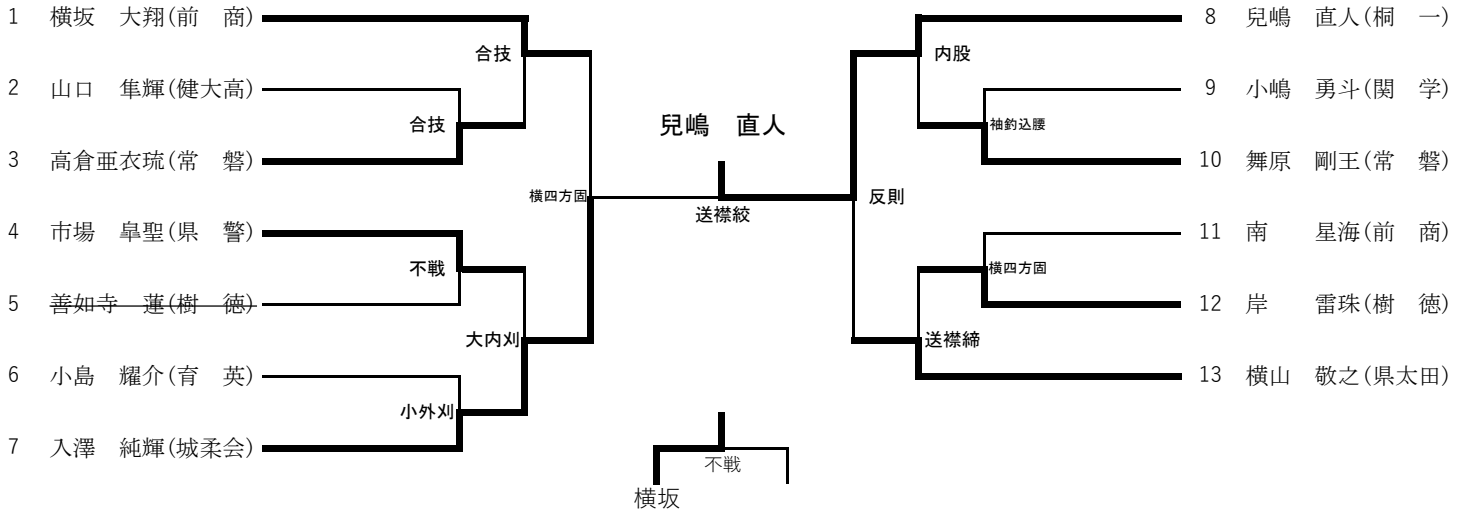 1 横坂 大翔(前 商)
合技
2 山口 隼輝(健大高)
合技
3 高倉亜衣琉(常 磐)
横四方固
4 市場 皐聖(県 警)
不戦
5 善如寺 蓮(樹 徳)
大内刈
6 小島 耀介(育 英)
小外刈
7 入澤 純輝(城柔会)
兒嶋 直人
送襟絞
8 兒嶋 直人(桐 一)
内股
9 小嶋 勇斗(関 学)
袖釣込腰
10 舞原 剛王(常 磐)
反則
11 南 星海(前 商)
横四方固
12 岸 雷珠(樹 徳)
送襟締
13 横山 敬之(県太田)
不戦
横坂